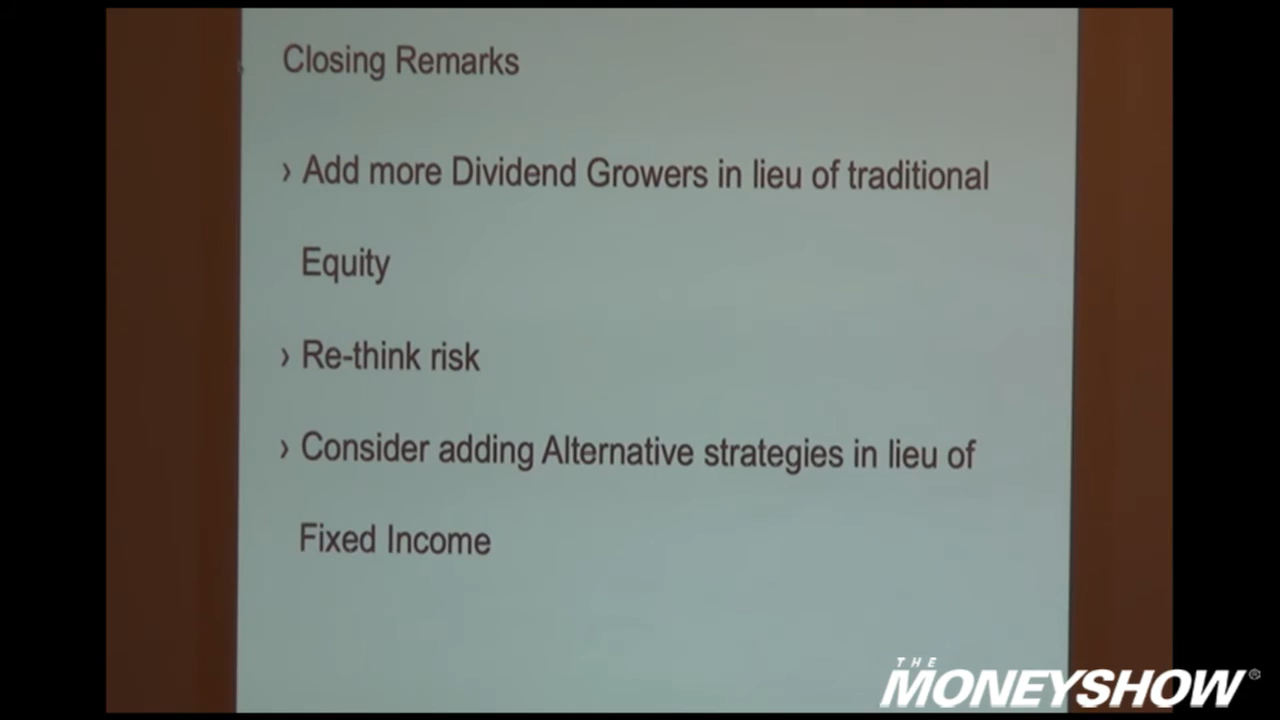 Closing Remarks
› Add more Dividend Growers in lieu of traditional
Equity
› Re-think risk
› Consider adding Alternative strategies in lieu of
Fixed Income
THE
MONEYSHOW®